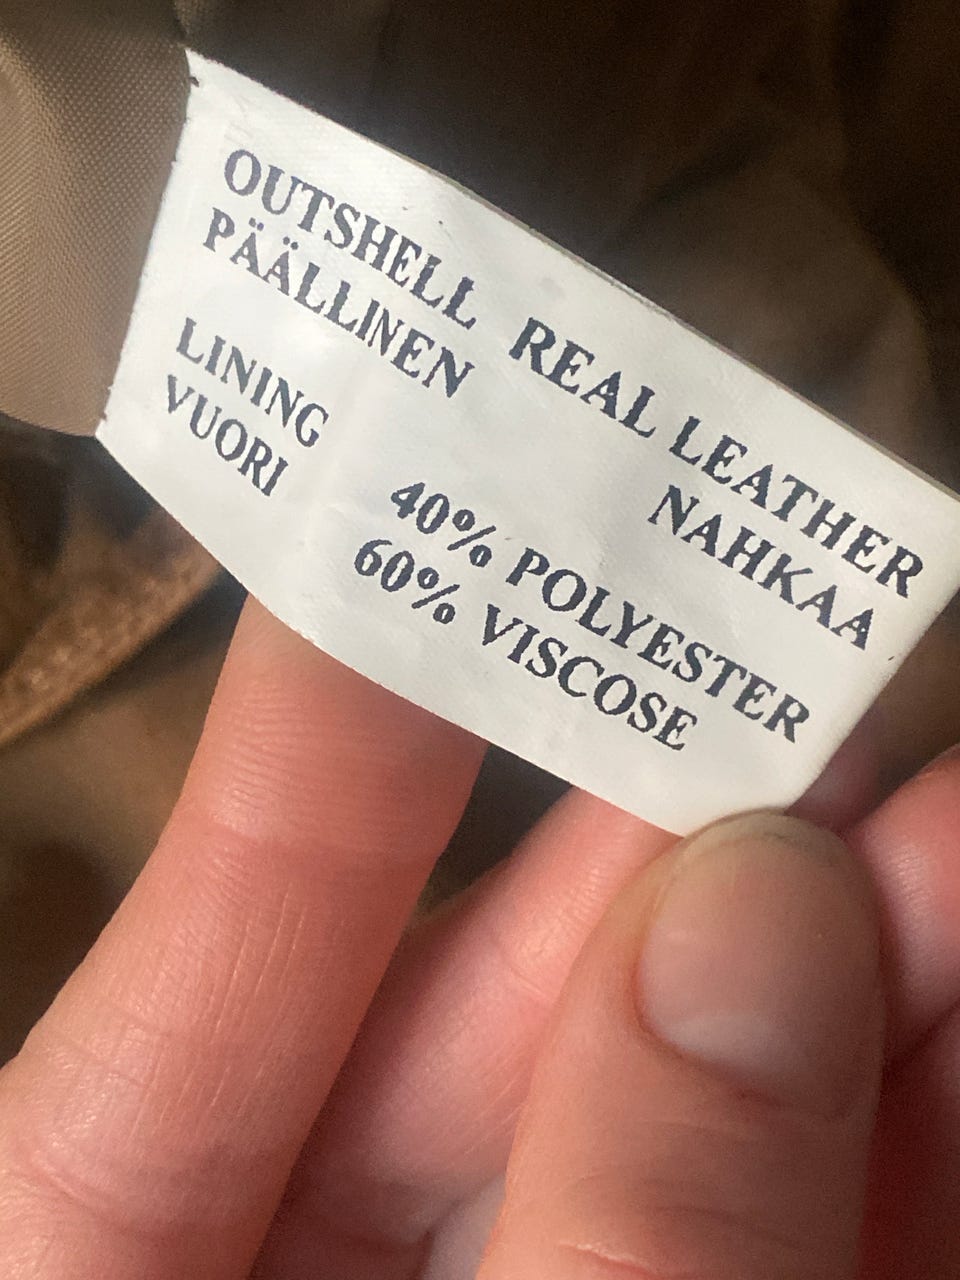 OUTSHELL REAL LEATHER
PÄÄLLINEN NAHKAA
LINING 40% POLYESTER
VUORI 60% VISCOSE